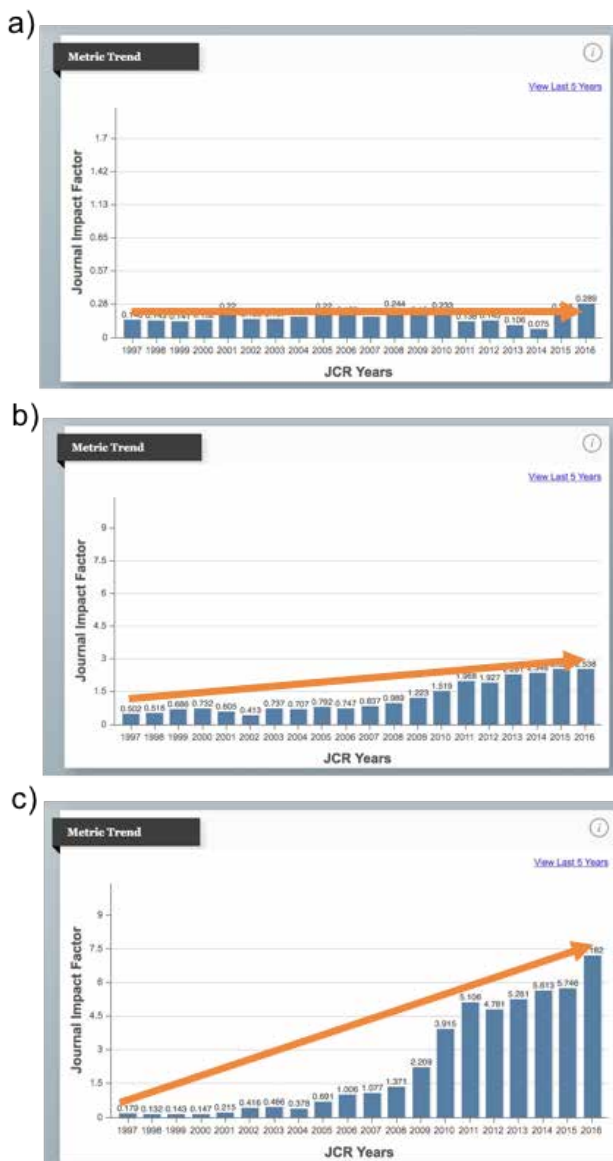 a)
Metric Trend
i
View Last 5 Years
Journal Impact Factor
1.7
1.42
1.13
0.85
0.57
0.28
0
0.22 0.22 0.244 0.233 0.106 0.075 0.289
1997 1998 1999 2000 2001 2002 2003 2004 2005 2006 2007 2008 2009 2010 2011 2012 2013 2014 2015 2016
JCR Years
b)
Metric Trend
i
View Last 5 Years
Journal Impact Factor
9
7.5
6
4.5
3
1.5
0
0.502 0.516 0.686 0.732 0.605 0.413 0.737 0.707 0.792 0.747 0.837 0.989 1.223 1.519 1.968 1.927
1997 1998 1999 2000 2001 2002 2003 2004 2005 2006 2007 2008 2009 2010 2011 2012 2013 2014 2015 2016
JCR Years
c)
Metric Trend
i
View Last 5 Years
Journal Impact Factor
9
7.5
6
4.5
3
1.5
0
0.179 0.132 0.143 0.147 0.215 0.416 0.466 0.378 0.691 1.006 1.077 1.371 2.209 3.915 5.106 4.781 5.261 5.613 5.746
1997 1998 1999 2000 2001 2002 2003 2004 2005 2006 2007 2008 2009 2010 2011 2012 2013 2014 2015 2016
JCR Years